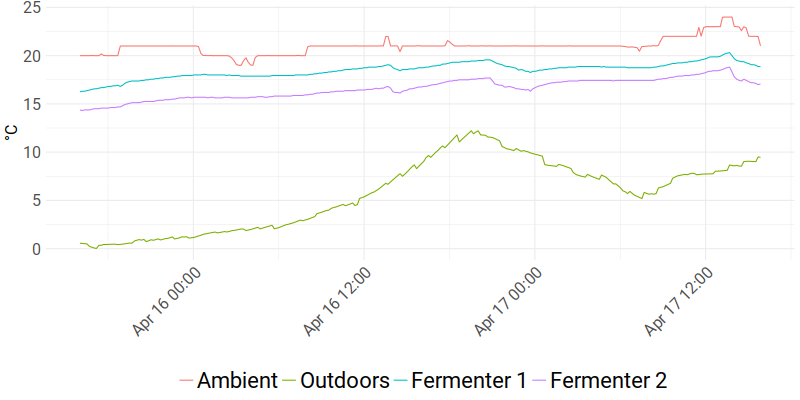 25
20
15
10
5
0
°C
Apr 16 00:00
Apr 16 12:00
Apr 17 00:00
Apr 17 12:00
Ambient Outdoors Fermenter 1 Fermenter 2